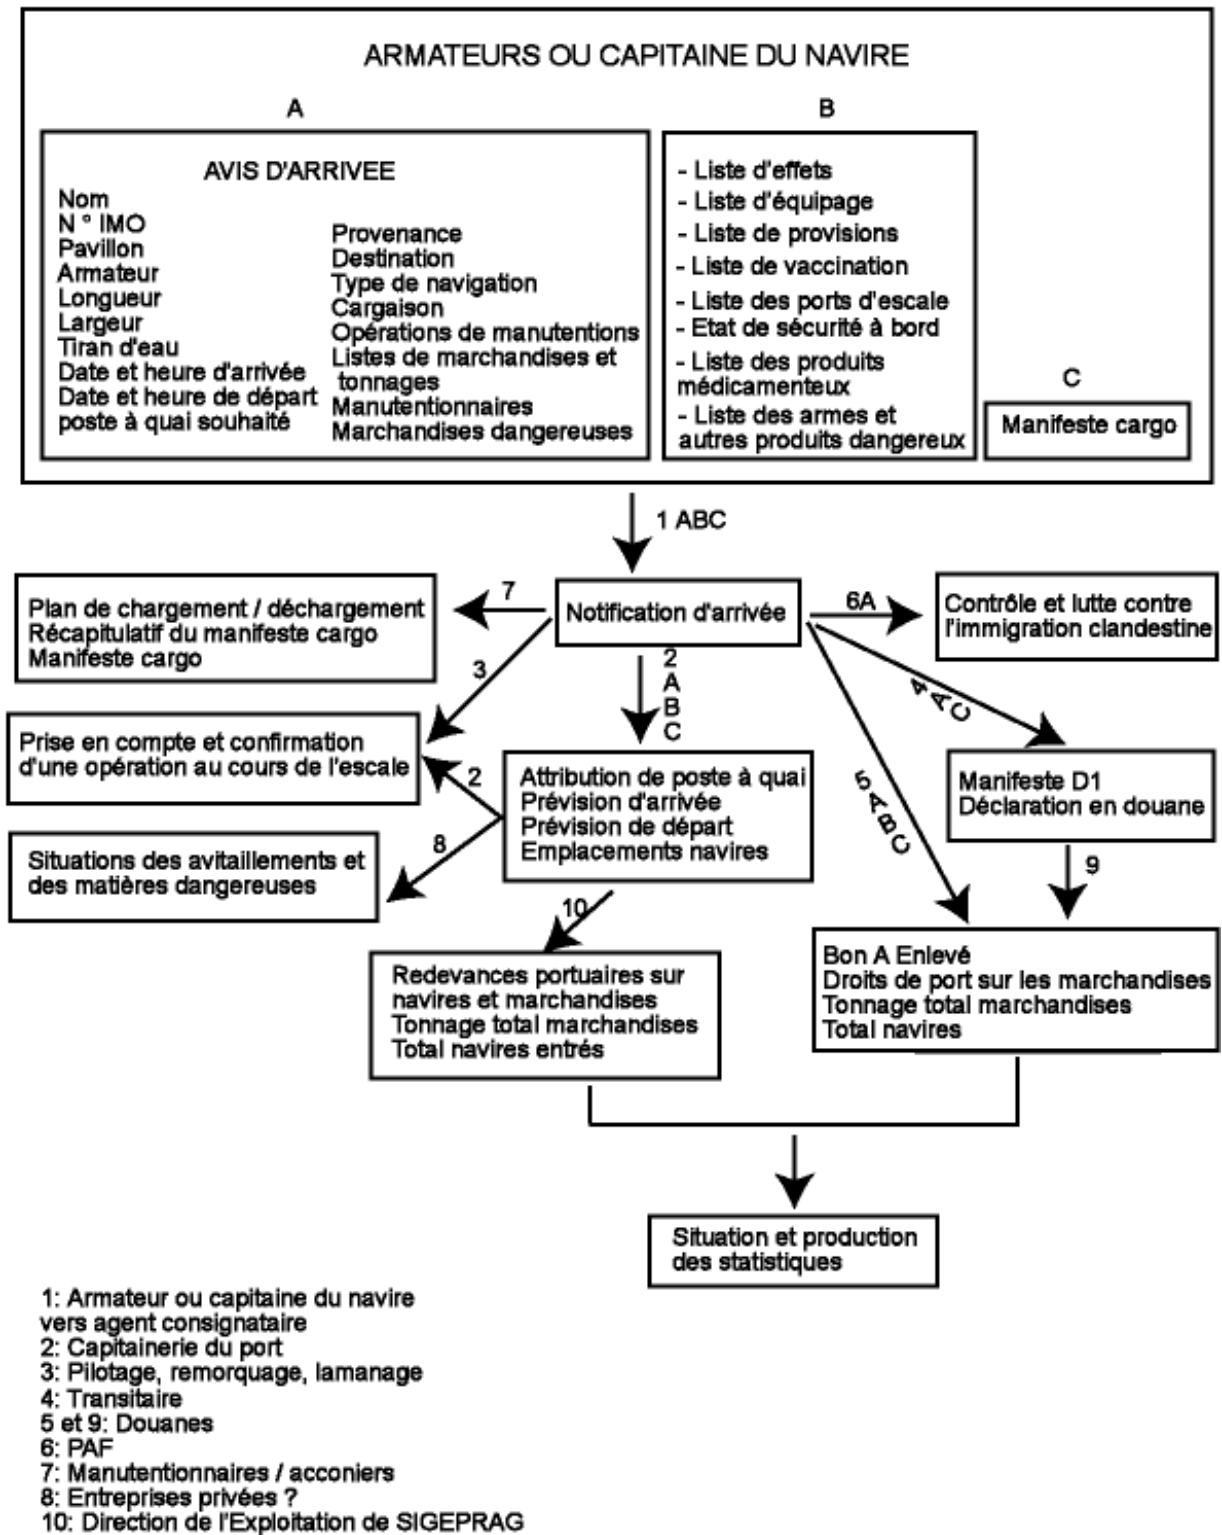 ARMATEURS OU CAPITAINE DU NAVIRE
A
AVIS D'ARRIVEE
Nom
N ° IMO
Pavillon
Armateur
Longueur
Largeur
Tiran d'eau
Date et heure d'arrivée
Date et heure de départ
poste à quai souhaité
Provenance
Destination
Type de navigation
Cargaison
Opérations de manutentions
Listes de marchandises et
tonnages
Manutentionnaires
Marchandises dangereuses
B
- Liste d'effets
- Liste d'équipage
- Liste de provisions
- Liste de vaccination
- Liste des ports d'escale
- Etat de sécurité à bord
- Liste des produits
médicamenteux
- Liste des armes et
autres produits dangereux
C
Manifeste cargo
1 ABC
Plan de chargement / déchargement
Récapitulatif du manifeste cargo
Manifeste cargo
7
Notification d'arrivée
6A
Contrôle et lutte contre
l'immigration clandestine
3
2
A
B
C
4 A C
5 A B C
Prise en compte et confirmation
d'une opération au cours de l'escale
2
Attribution de poste à quai
Prévision d'arrivée
Prévision de départ
Emplacements navires
Manifeste D1
Déclaration en douane
8
9
Situations des avitaillements et
des matières dangereuses
10
Redevances portuaires sur
navires et marchandises
Tonnage total marchandises
Total navires entrés
Bon A Enlevé
Droits de port sur les marchandises
Tonnage total marchandises
Total navires
Situation et production
des statistiques
1: Armateur ou capitaine du navire
vers agent consignataire
2: Capitainerie du port
3: Pilotage, remorquage, lamanage
4: Transitaire
5 et 9: Douanes
6: PAF
7: Manutentionnaires / acconiers
8: Entreprises privées ?
10: Direction de l'Exploitation de SIGEPRAG